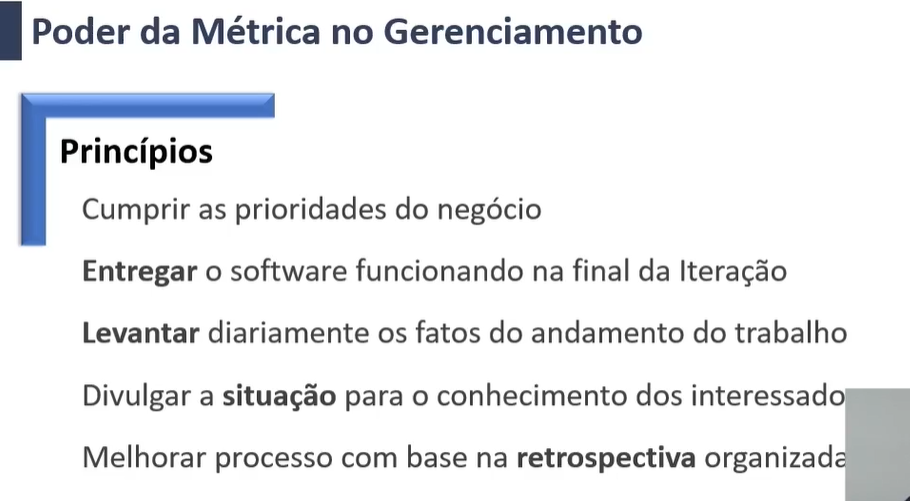 Poder da Métrica no Gerenciamento
Princípios
Cumprir as prioridades do negócio
Entregar o software funcionando na final da Iteração
Levantar diariamente os fatos do andamento do trabalho
Divulgar a situação para o conhecimento dos interessado
Melhorar processo com base na retrospectiva organizada